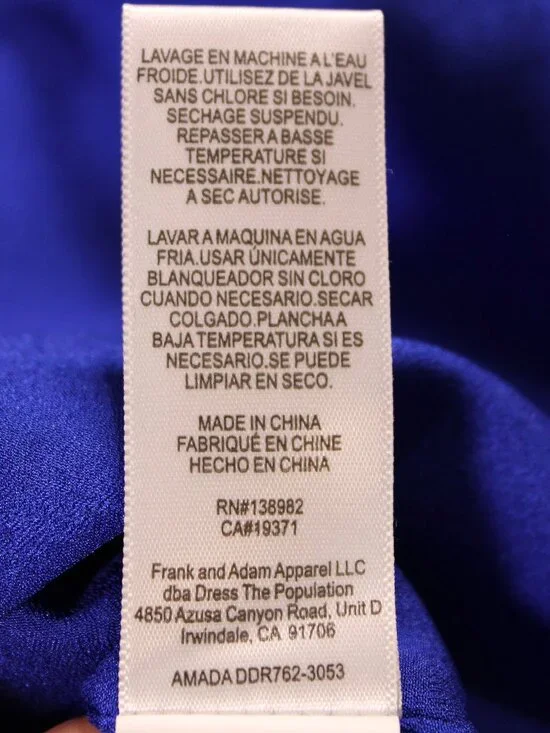 LAVAGE EN MACHINE A L'EAU
FROIDE.UTILISEZ DE LA JAVEL
SANS CHLORE SI BESOIN.
SECHAGE SUSPENDU.
REPASSER A BASSE
TEMPERATURE SI
NECESSAIRE.NETTOYAGE
A SEC AUTORISE.
LAVAR A MAQUINA EN AGUA
FRIA.USAR ÚNICAMENTE
BLANQUEADOR SIN CLORO
CUANDO NECESARIO.SECAR
COLGADO.PLANCHA A
BAJA TEMPERATURA SI ES
NECESARIO.SE PUEDE
LIMPIAR EN SECO.
MADE IN CHINA
FABRIQUÉ EN CHINE
HECHO EN CHINA
RN#138982
CA#19371
Frank and Adam Apparel LLC
dba Dress The Population
4850 Azusa Canyon Road, Unit D
Irwindale, CA 91706
AMADA DDR762-3053